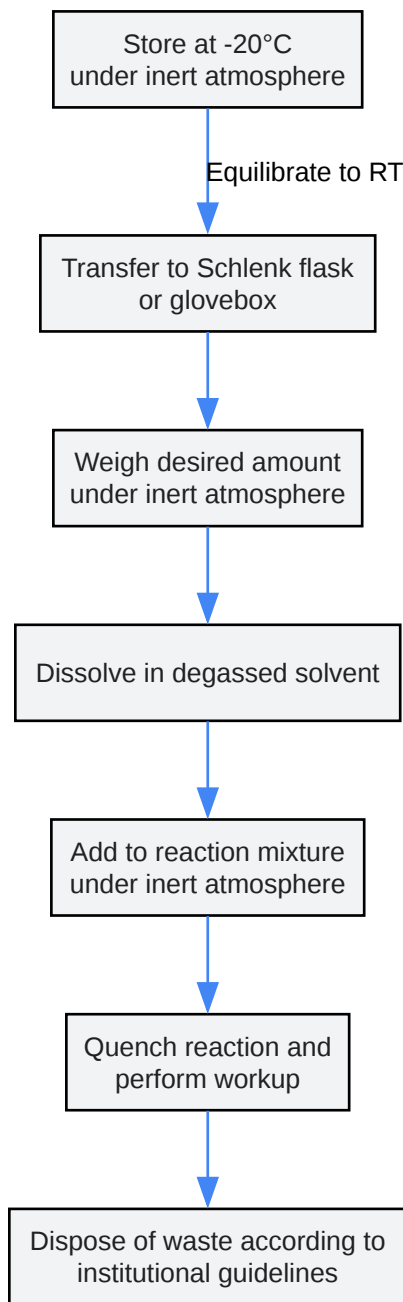 Store at -20°C
under inert atmosphere
Equilibrate to RT
Transfer to Schlenk flask
or glovebox
Weigh desired amount
under inert atmosphere
Dissolve in degassed solvent
Add to reaction mixture
under inert atmosphere
Quench reaction and
perform workup
Dispose of waste according to
institutional guidelines